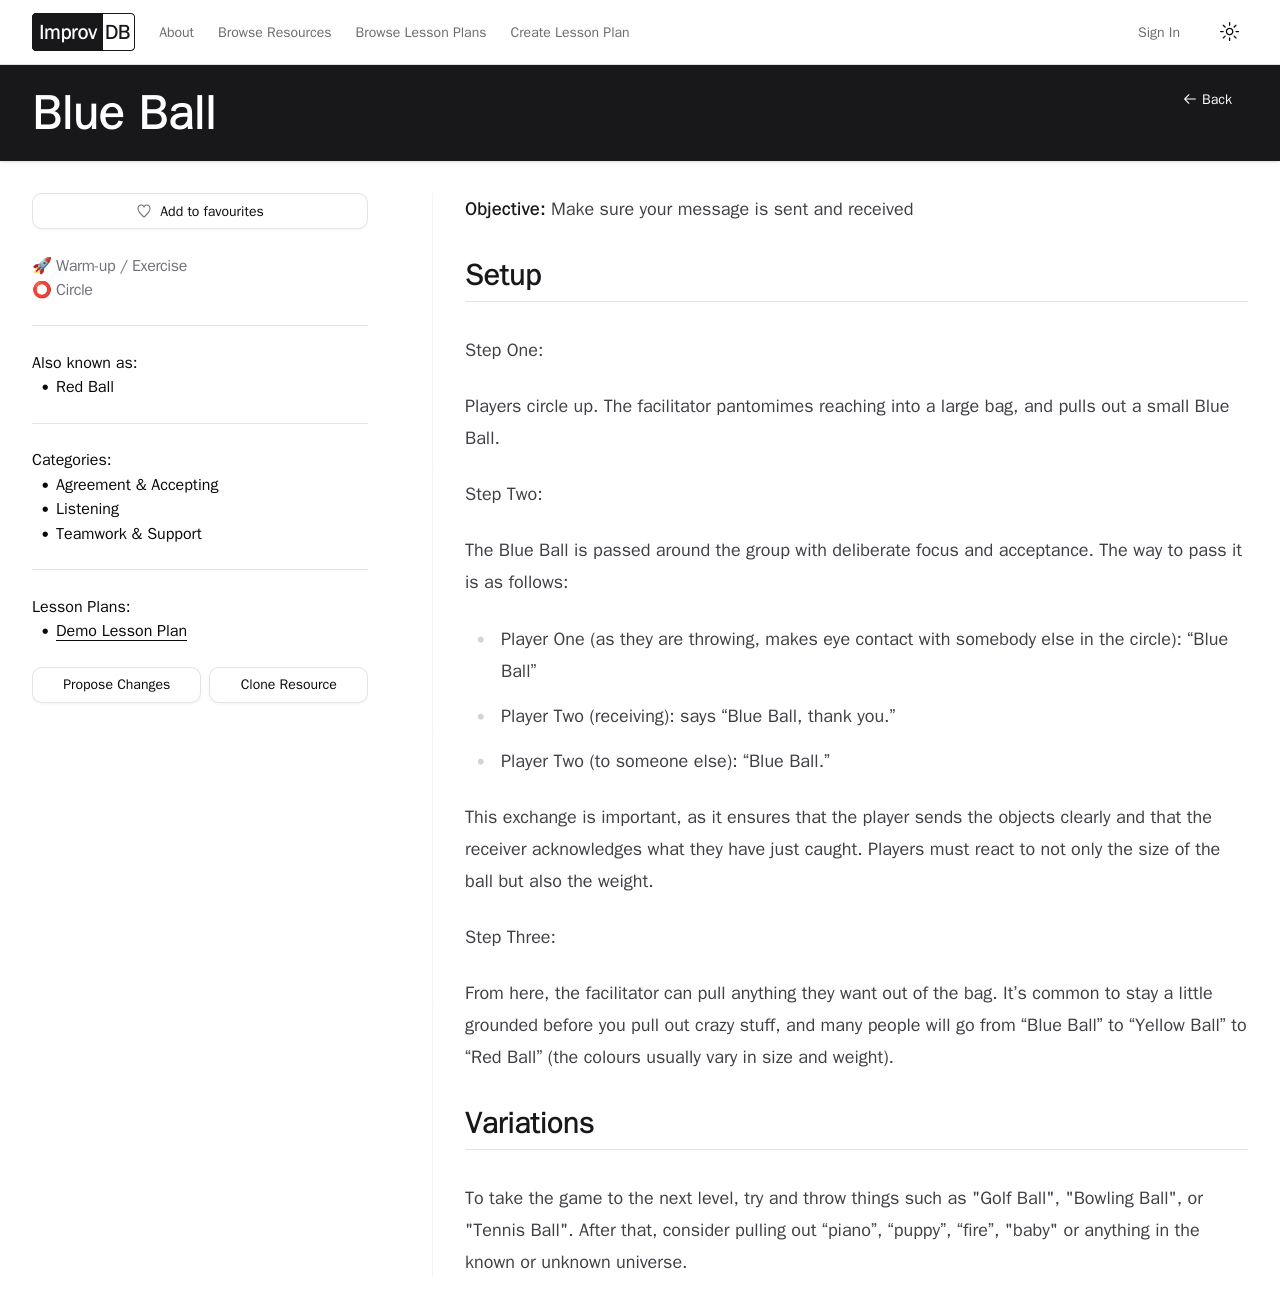 Improv DB About Browse Resources Browse Lesson Plans Create Lesson Plan Sign In
Blue Ball
← Back
Add to favourites
🚀 Warm-up / Exercise
⭕ Circle
Also known as:
• Red Ball
Categories:
• Agreement & Accepting
• Listening
• Teamwork & Support
Lesson Plans:
• Demo Lesson Plan
Propose Changes Clone Resource
Objective: Make sure your message is sent and received
Setup
Step One:
Players circle up. The facilitator pantomimes reaching into a large bag, and pulls out a small Blue
Ball.
Step Two:
The Blue Ball is passed around the group with deliberate focus and acceptance. The way to pass it
is as follows:
• Player One (as they are throwing, makes eye contact with somebody else in the circle): “Blue
Ball”
• Player Two (receiving): says “Blue Ball, thank you.”
• Player Two (to someone else): “Blue Ball.”
This exchange is important, as it ensures that the player sends the objects clearly and that the
receiver acknowledges what they have just caught. Players must react to not only the size of the
ball but also the weight.
Step Three:
From here, the facilitator can pull anything they want out of the bag. It’s common to stay a little
grounded before you pull out crazy stuff, and many people will go from “Blue Ball” to “Yellow Ball” to
“Red Ball” (the colours usually vary in size and weight).
Variations
To take the game to the next level, try and throw things such as "Golf Ball", "Bowling Ball", or
"Tennis Ball". After that, consider pulling out “piano”, “puppy”, “fire”, "baby" or anything in the
known or unknown universe.